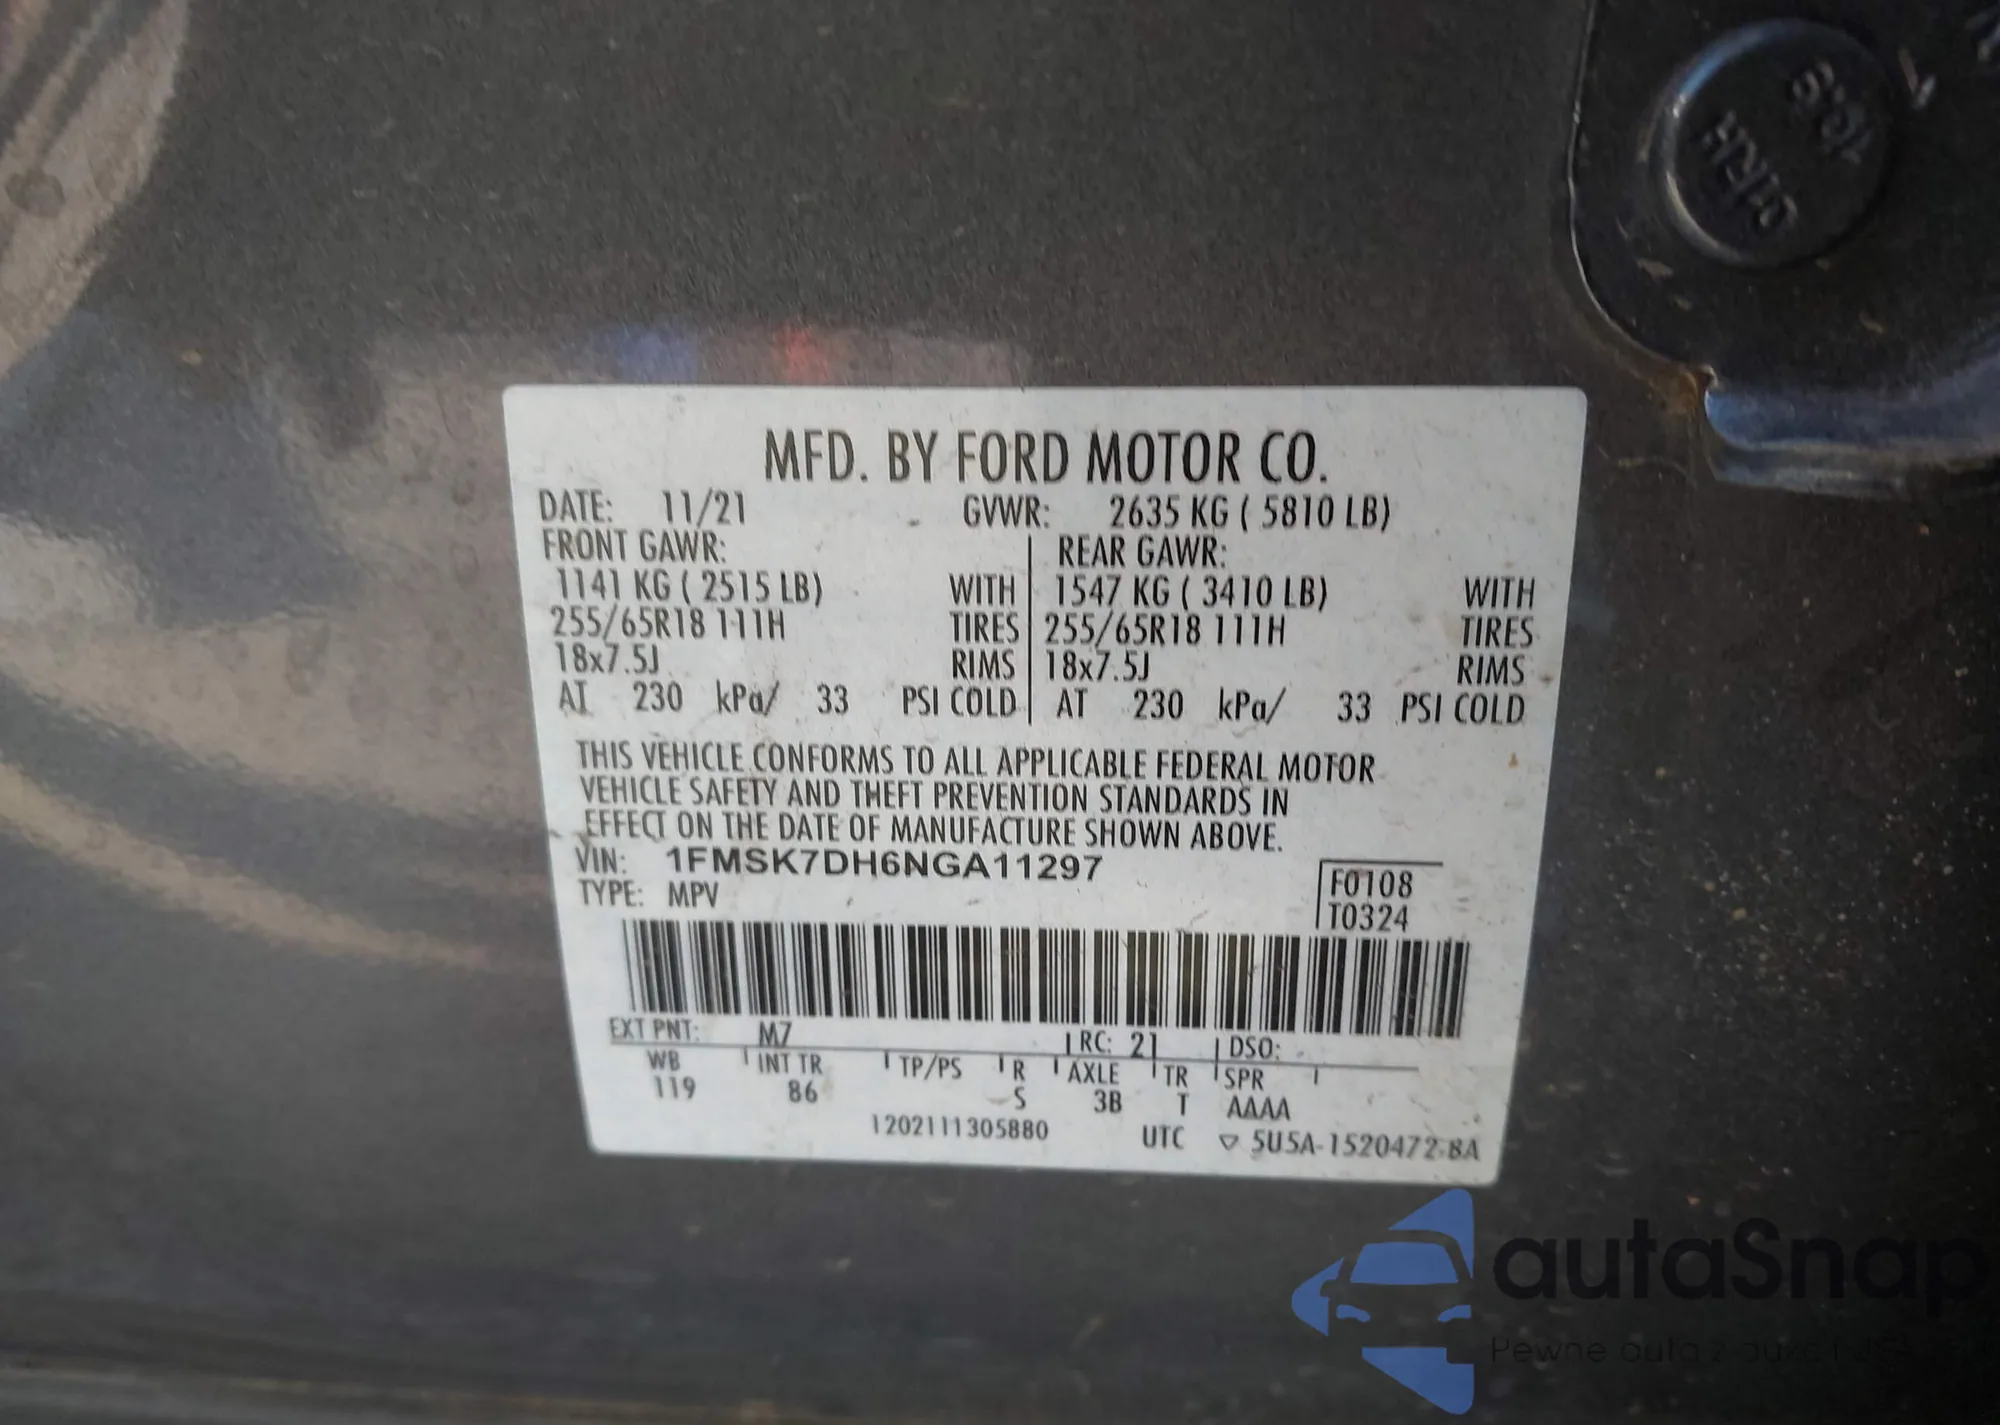 MFD. BY FORD MOTOR CO.
DATE: 11/21 GVWR: 2635 KG ( 5810 LB)
FRONT GAWR: REAR GAWR:
1141 KG ( 2515 LB) WITH 1547 KG ( 3410 LB) WITH
255/65R18 111H TIRES 255/65R18 111H TIRES
18x7.5J RIMS 18x7.5J RIMS
AT 230 kPa/ 33 PSI COLD AT 230 kPa/ 33 PSI COLD
THIS VEHICLE CONFORMS TO ALL APPLICABLE FEDERAL MOTOR
VEHICLE SAFETY AND THEFT PREVENTION STANDARDS IN
EFFECT ON THE DATE OF MANUFACTURE SHOWN ABOVE.
VIN: 1FMSK7DH6NGA11297
TYPE: MPV
F0108
T0324
EXT PNT: M7 RC: 21 DSO:
WB INT TR TP/PS R AXLE TR SPR
119 86 S 3B T AAAA
1202111305880 UTC ▽ 5U5A-1520472-BA
autaSnap
Pewne auta z